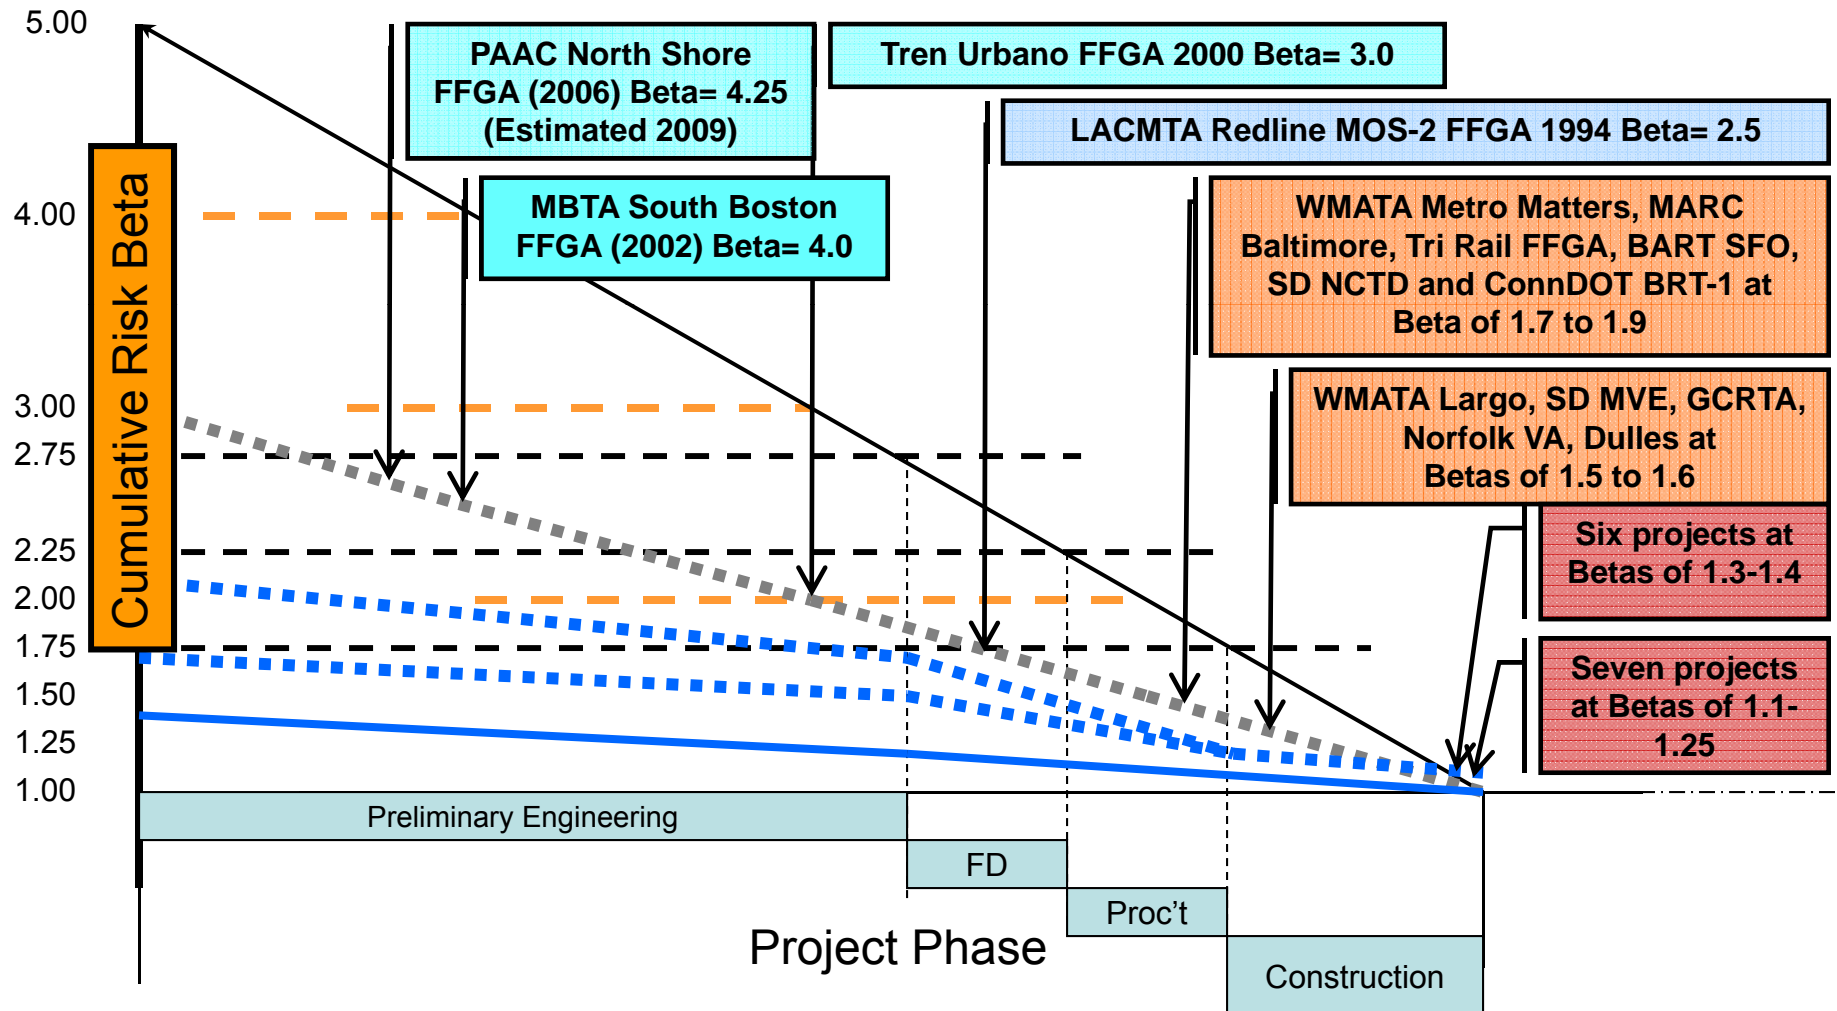 5.00
4.00
3.00
2.75
2.25
2.00
1.75
1.50
1.25
1.00
Cumulative Risk Beta
PAAC North Shore
FFGA (2006) Beta= 4.25
(Estimated 2009)
Tren Urbano FFGA 2000 Beta= 3.0
LACMTA Redline MOS-2 FFGA 1994 Beta= 2.5
MBTA South Boston
FFGA (2002) Beta= 4.0
WMATA Metro Matters, MARC
Baltimore, Tri Rail FFGA, BART SFO,
SD NCTD and ConnDOT BRT-1 at
Beta of 1.7 to 1.9
WMATA Largo, SD MVE, GCRTA,
Norfolk VA, Dulles at
Betas of 1.5 to 1.6
Six projects at
Betas of 1.3-1.4
Seven projects
at Betas of 1.1-
1.25
Preliminary Engineering
FD
Proc't
Construction
Project Phase